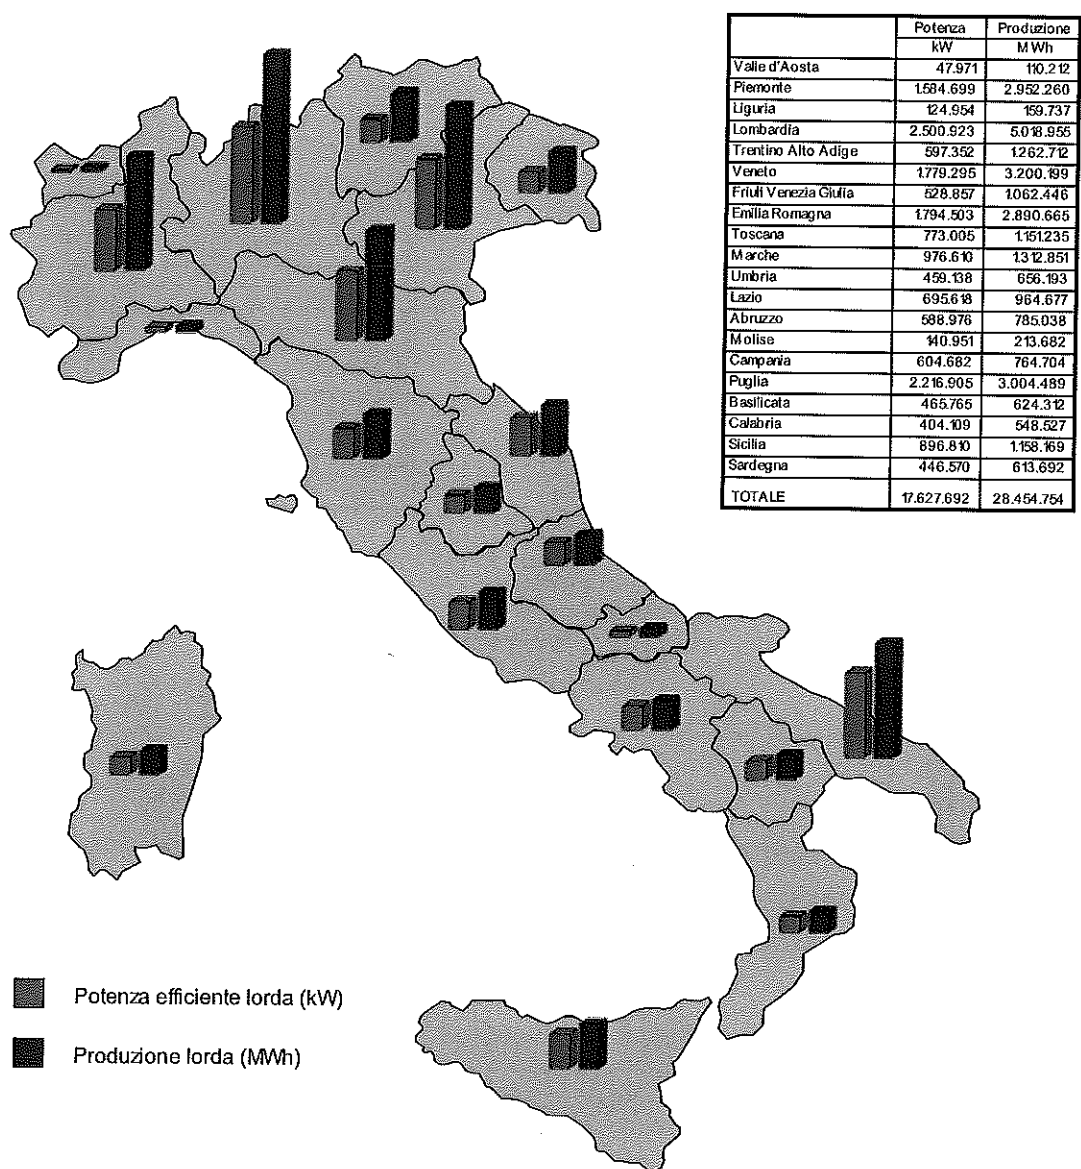 Potenza Produzione
kW MWh
Valle d'Aosta 47.971 110.212
Piemonte 1.584.699 2.952.260
Liguria 124.954 159.737
Lombardia 2.500.923 5.018.955
Trentino Alto Adige 597.352 1.262.712
Veneto 1.779.295 3.200.199
Friuli Venezia Giulia 528.857 1.062.446
Emilia Romagna 1.794.503 2.890.665
Toscana 773.005 1.151.235
Marche 976.610 1.312.851
Umbria 459.138 656.193
Lazio 695.618 964.677
Abruzzo 588.976 785.038
Molise 140.951 213.682
Campania 604.682 764.704
Puglia 2.216.905 3.004.489
Basilicata 465.765 624.312
Calabria 404.109 548.527
Sicilia 896.810 1.158.169
Sardegna 446.570 613.692
TOTALE 17.627.692 28.454.754
Potenza efficiente lorda (kW)
Produzione lorda (MWh)